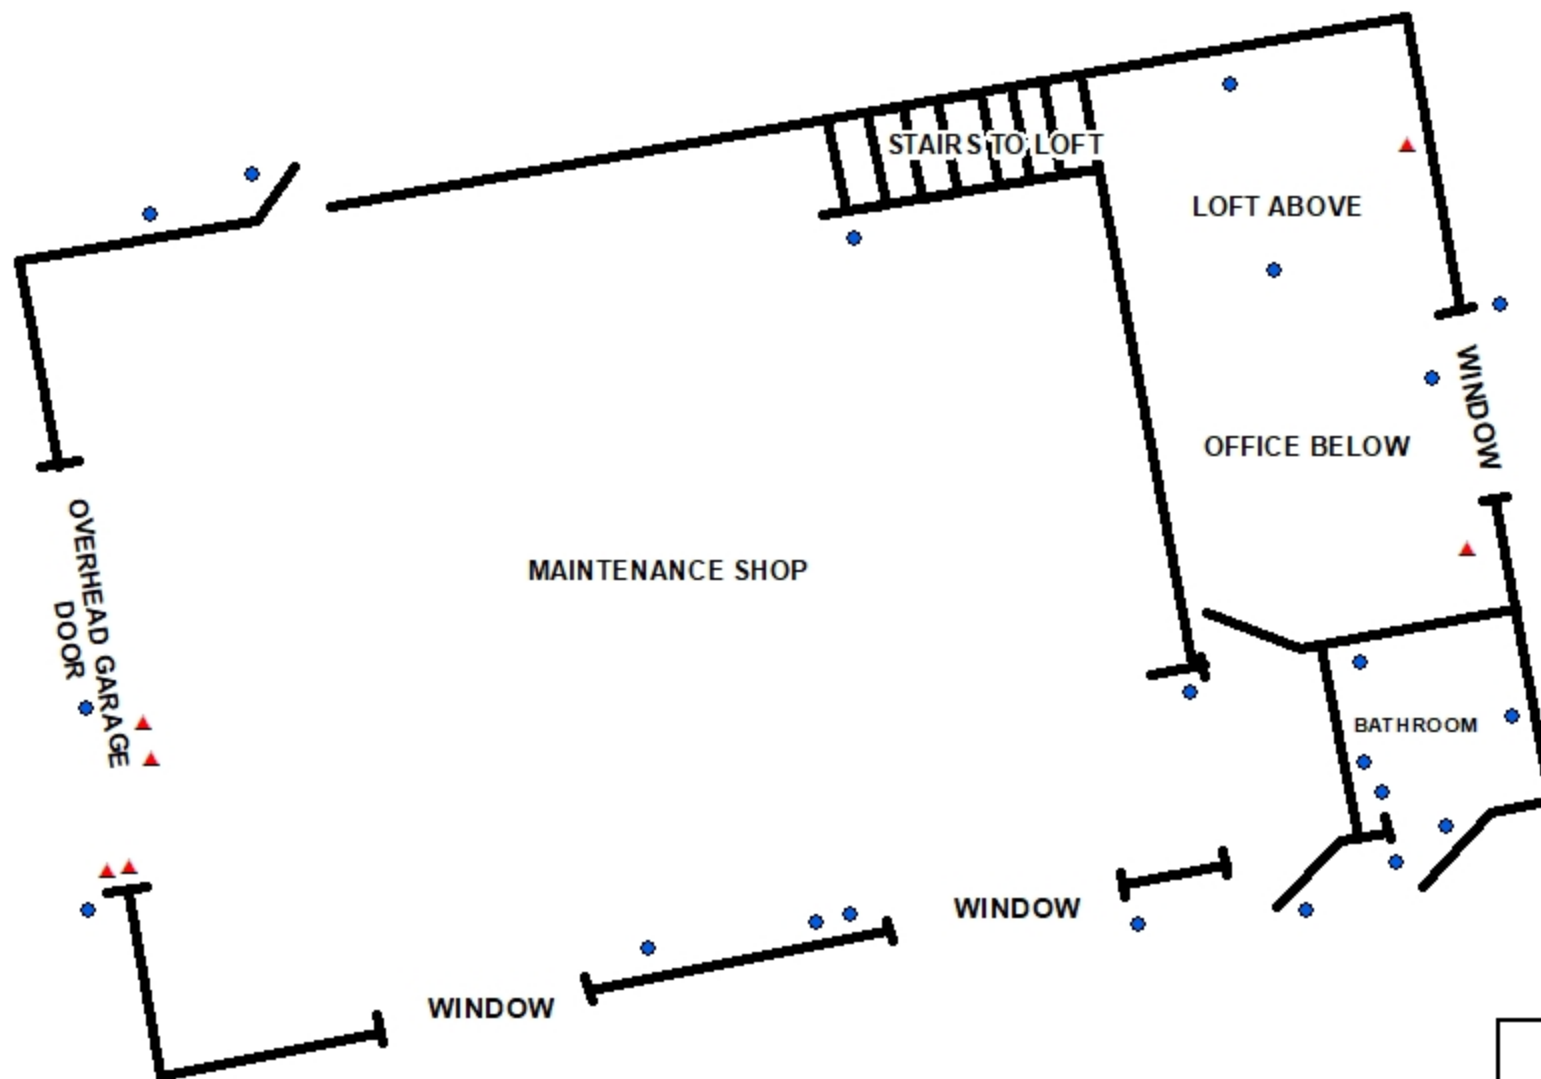 STAIRS TO LOFT
LOFT ABOVE
WINDOW
OFFICE BELOW
OVERHEAD GARAGE
DOOR
MAINTENANCE SHOP
BATHROOM
WINDOW
WINDOW